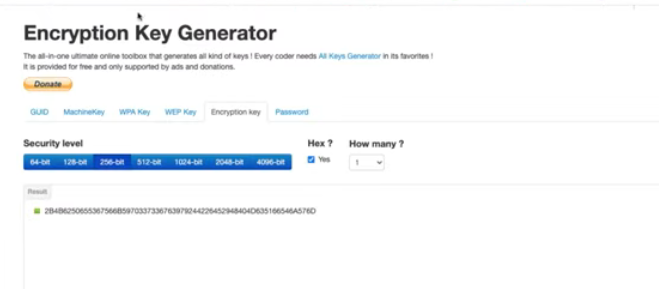 Encryption Key Generator
The all-in-one ultimate online toolbox that generates all kind of keys ! Every coder needs All Keys Generator in its favorites !
It is provided for free and only supported by ads and donations.
Donate
GUID MachineKey WPA Key WEP Key Encryption key Password
Security level Hex ? How many ?
64-bit 128-bit 256-bit 512-bit 1024-bit 2048-bit 4096-bit Yes 1
Result
2B4B6250655367566B5970337336763979244226452948404D635166546A576D